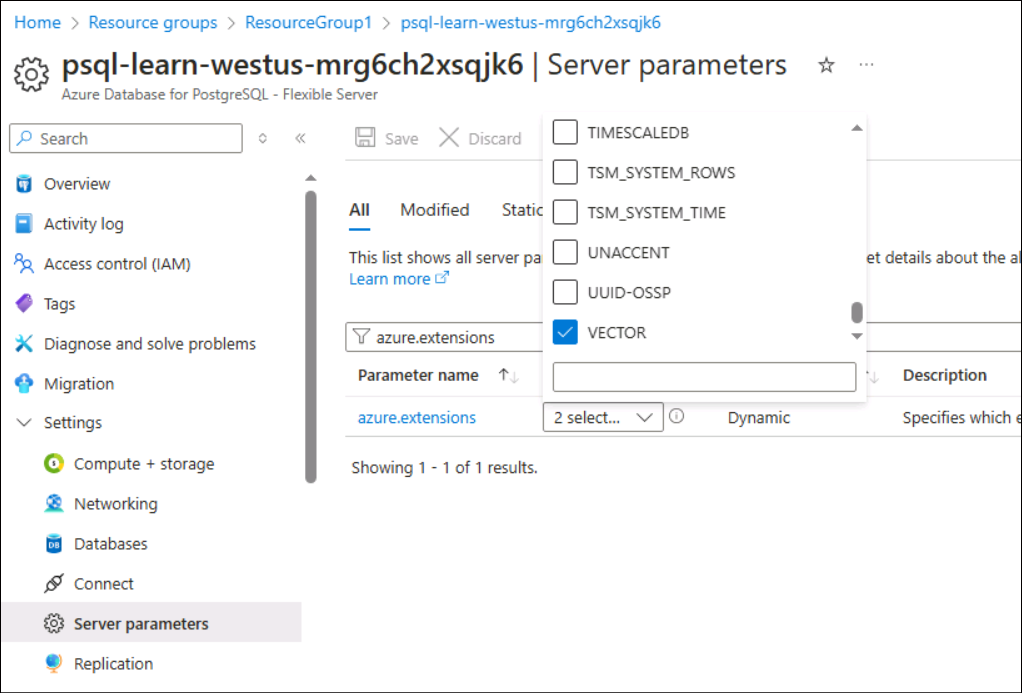 Home > Resource groups > ResourceGroup1 > psql-learn-westus-mrg6ch2xsqjk6
psql-learn-westus-mrg6ch2xsqjk6 | Server parameters
Azure Database for PostgreSQL - Flexible Server
Search
Overview
Activity log
Access control (IAM)
Tags
Diagnose and solve problems
Migration
Settings
Compute + storage
Networking
Databases
Connect
Server parameters
Replication
Save
Discard
All
Modified
Static
This list shows all server pa
et details about the al
Learn more
azure.extensions
TIMESCALEDB
TSM_SYSTEM_ROWS
TSM_SYSTEM_TIME
UNACCENT
UUID-OSSP
VECTOR
Parameter name
Description
azure.extensions
2 select...
Dynamic
Specifies which e
Showing 1 - 1 of 1 results.